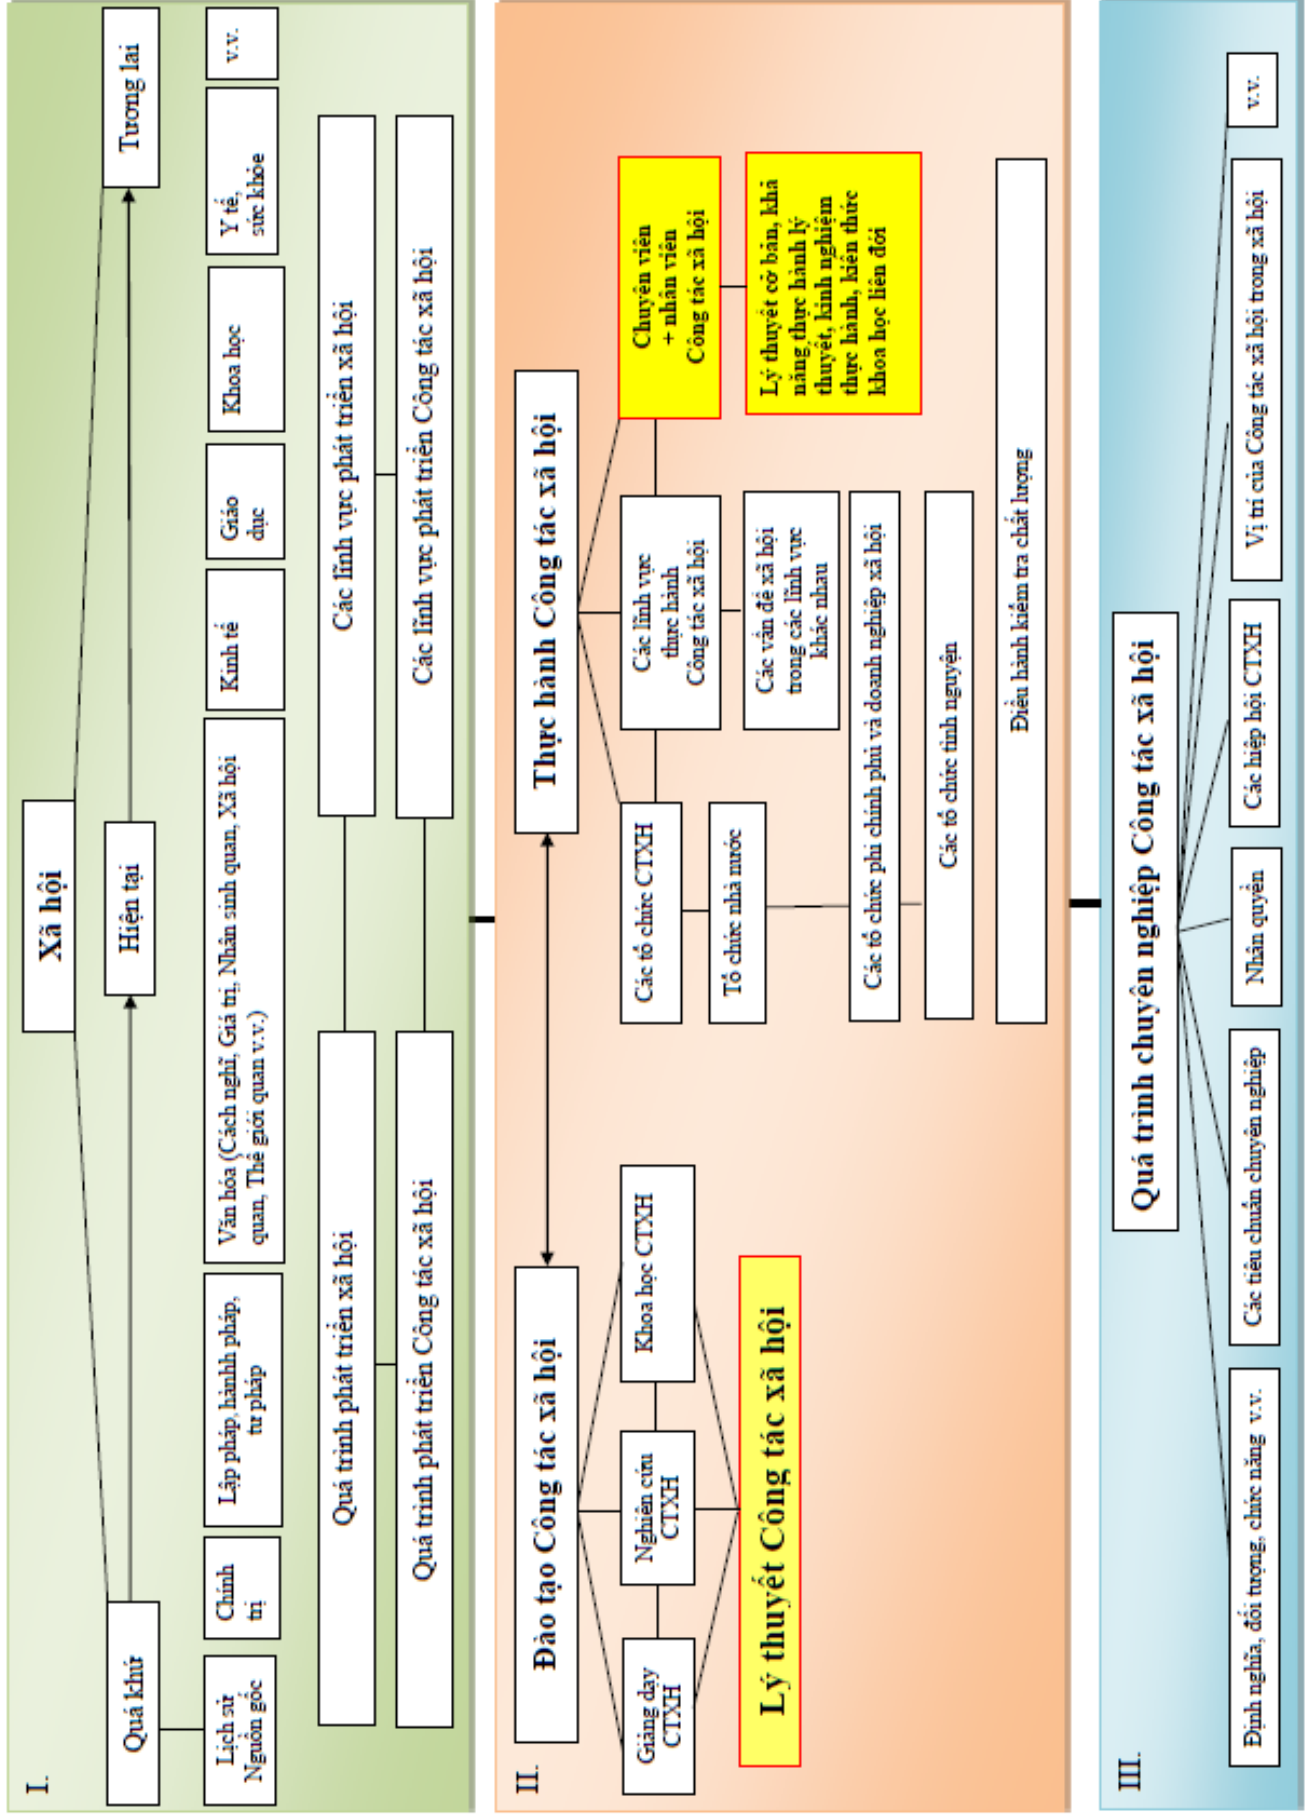 I.
Xã hội
Quá khứ
Hiện tại
Tương lai
Lịch sử
Nguồn gốc
Chính
trị
Lập pháp, hànhh pháp,
tư pháp
Văn hóa (Cách nghĩ, Giá trị, Nhân sinh quan, Xã hội
quan, Thế giới quan v.v.)
Kinh tế
Giáo
dục
Khoa học
Y tế,
sức khỏe
v.v.
Quá trình phát triển xã hội
Các lĩnh vực phát triển xã hội
Quá trình phát triển Công tác xã hội
Các lĩnh vực phát triển Công tác xã hội
II.
Đào tạo Công tác xã hội
Thực hành Công tác xã hội
Giảng dạy
CTXH
Nghiên cứu
CTXH
Khoa học CTXH
Lý thuyết Công tác xã hội
Các tổ chức CTXH
Các lĩnh vực
thực hành
Công tác xã hội
Chuyên viên
+ nhân viên
Công tác xã hội
Tổ chức nhà nước
Các vấn đề xã hội
trong các lĩnh vực
khác nhau
Lý thuyết cơ bản, khả
năng thực hành lý
thuyết, kinh nghiệm
thực hành, kiến thức
khoa học liên đới
Các tổ chức phi chính phủ và doanh nghiệp xã hội
Các tổ chức tình nguyện
Điều hành kiểm tra chất lượng
III.
Quá trình chuyên nghiệp Công tác xã hội
Định nghĩa, đối tượng, chức năng v.v.
Các tiêu chuẩn chuyên nghiệp
Nhân quyền
Các hiệp hội CTXH
Vị trí của Công tác xã hội trong xã hội
v.v.